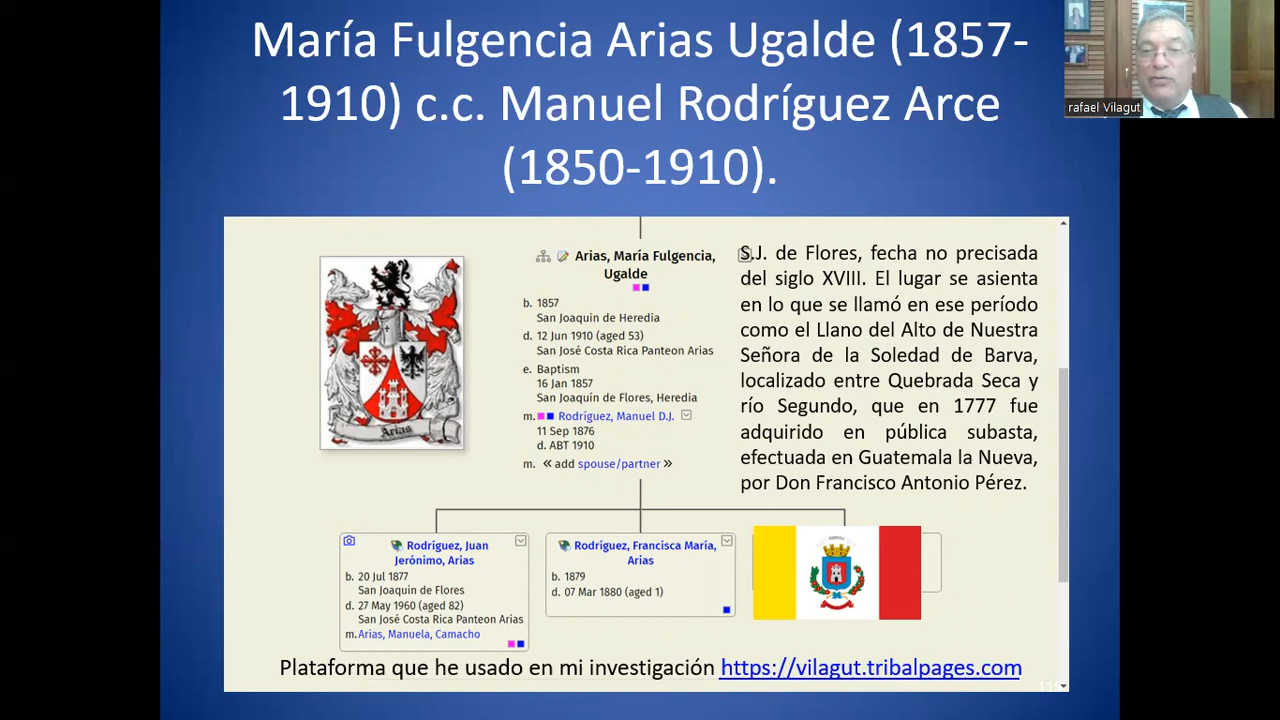 María Fulgencia Arias Ugalde (1857-
1910) c.c. Manuel Rodríguez Arce
(1850-1910).
rafael Vilagut
Arias, María Fulgencia,
Ugalde
b. 1857
San Joaquin de Heredia
d. 12 Jun 1910 (aged 53)
San José Costa Rica Panteon Arias
e. Baptism
16 Jan 1857
San Joaquín de Flores, Heredia
m. Rodríguez, Manuel D.J.
11 Sep 1876
d. ABT 1910
m. << add spouse/partner >>
Arias
S.J. de Flores, fecha no precisada
del siglo XVIII. El lugar se asienta
en lo que se llamó en ese período
como el Llano del Alto de Nuestra
Señora de la Soledad de Barva,
localizado entre Quebrada Seca y
río Segundo, que en 1777 fue
adquirido en pública subasta,
efectuada en Guatemala la Nueva,
por Don Francisco Antonio Pérez.
Rodríguez, Juan
Jerónimo, Arias
b. 20 Jul 1877
San Joaquin de Flores
d. 27 May 1960 (aged 82)
San José Costa Rica Panteon Arias
m. Arias, Manuela, Camacho
Rodríguez, Francisca María,
Arias
b. 1879
d. 07 Mar 1880 (aged 1)
Plataforma que he usado en mi investigación https://vilagut.tribalpages.com